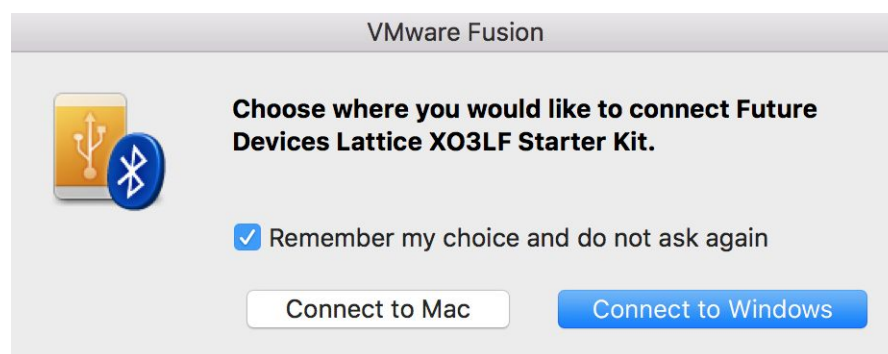 VMware Fusion
Choose where you would like to connect Future
Devices Lattice XO3LF Starter Kit.
Remember my choice and do not ask again
Connect to Mac
Connect to Windows